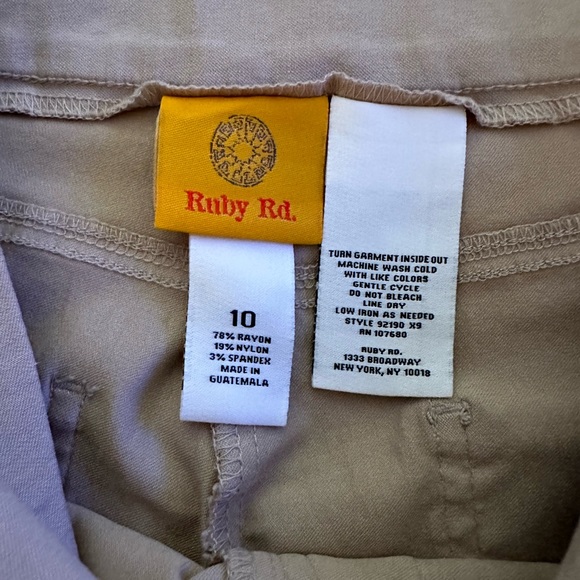 Ruby Rd.
10
78% RAYON
19% NYLON
3% SPANDEX
MADE IN
GUATEMALA
TURN GARMENT INSIDE OUT
MACHINE WASH COLD
WITH LIKE COLORS
GENTLE CYCLE
DO NOT BLEACH
LINE DRY
LOW IRON AS NEEDED
STYLE 92190 X9
RN 107680
RUBY RD.
1333 BROADWAY
NEW YORK, NY 10018